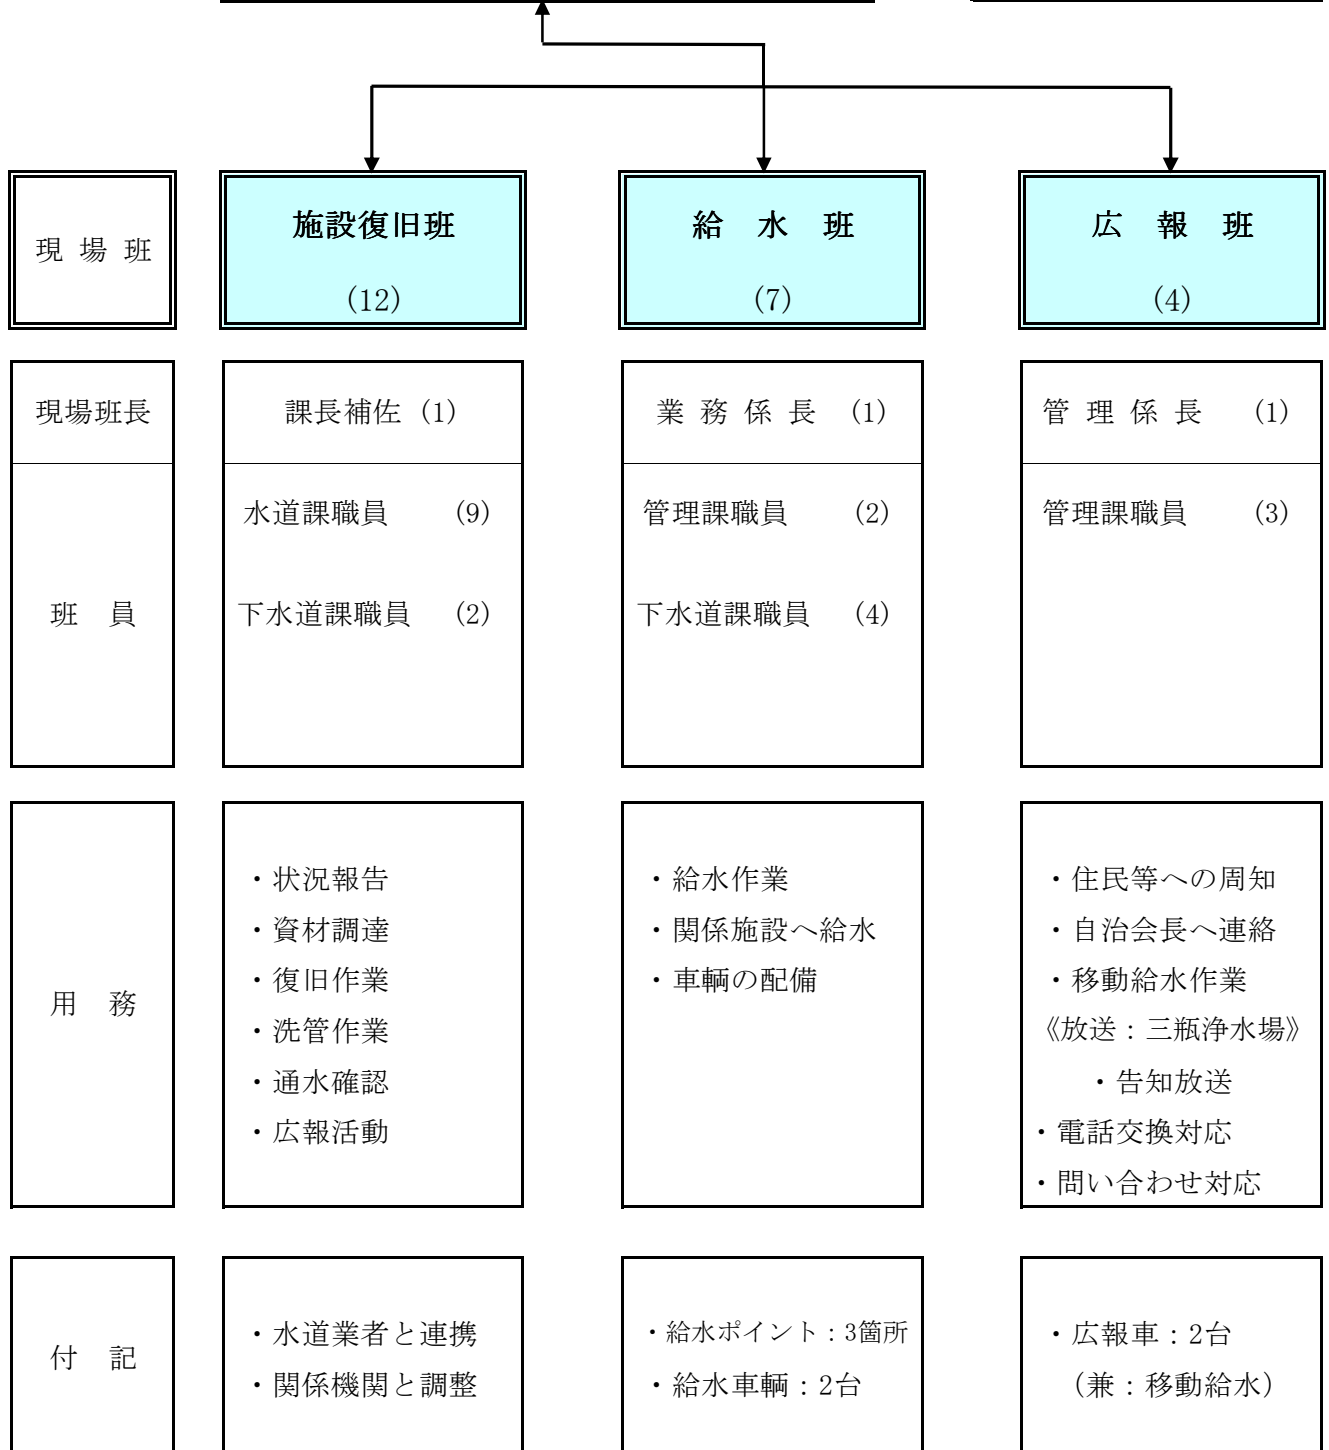 現 場 班
施設復旧班
(12)
給 水 班
(7)
広 報 班
(4)
現場班長
課長補佐 (1)
業 務 係 長 (1)
管 理 係 長 (1)
班 員
水道課職員 (9)
下水道課職員 (2)
管理課職員 (2)
下水道課職員 (4)
管理課職員 (3)
用 務
・状況報告
・資材調達
・復旧作業
・洗管作業
・通水確認
・広報活動
・給水作業
・関係施設へ給水
・車輌の配備
・住民等への周知
・自治会長へ連絡
・移動給水作業
《放送：三瓶浄水場》
・告知放送
・電話交換対応
・問い合わせ対応
付 記
・水道業者と連携
・関係機関と調整
・給水ポイント：3箇所
・給水車輌：2台
・広報車：2台
（兼：移動給水）